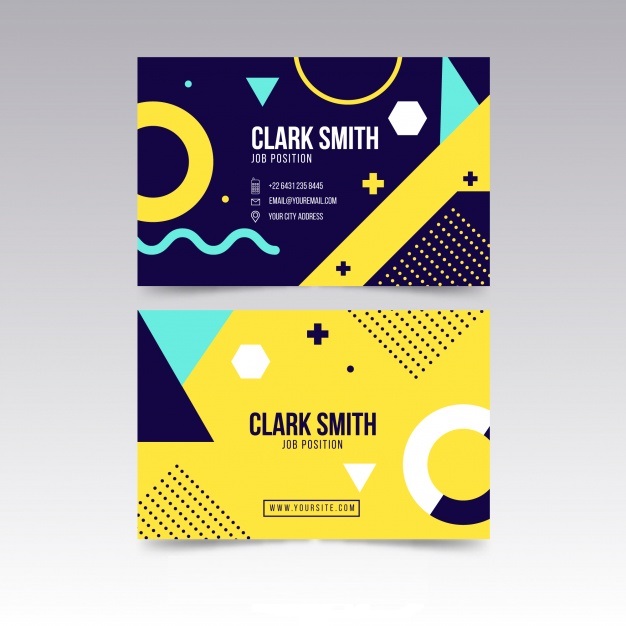 CLARK SMITH
JOB POSITION
+22 6431 235 8445
EMAIL@YOUREMAIL.COM
YOUR CITY ADDRESS
CLARK SMITH
JOB POSITION
WWW.YOURSITE.COM